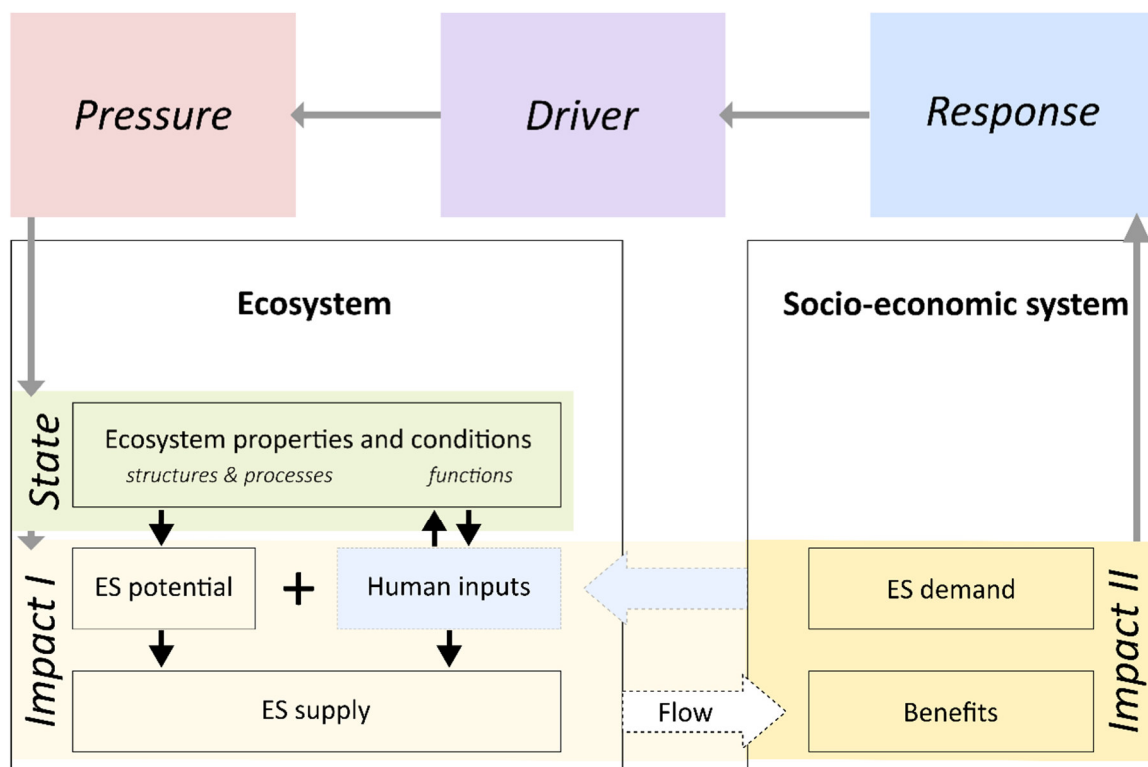 Pressure
Driver
Response
Ecosystem
Socio-economic system
State
Ecosystem properties and conditions
structures & processes
functions
Impact I
ES potential
+
Human inputs
ES supply
Flow
ES demand
Benefits
Impact II